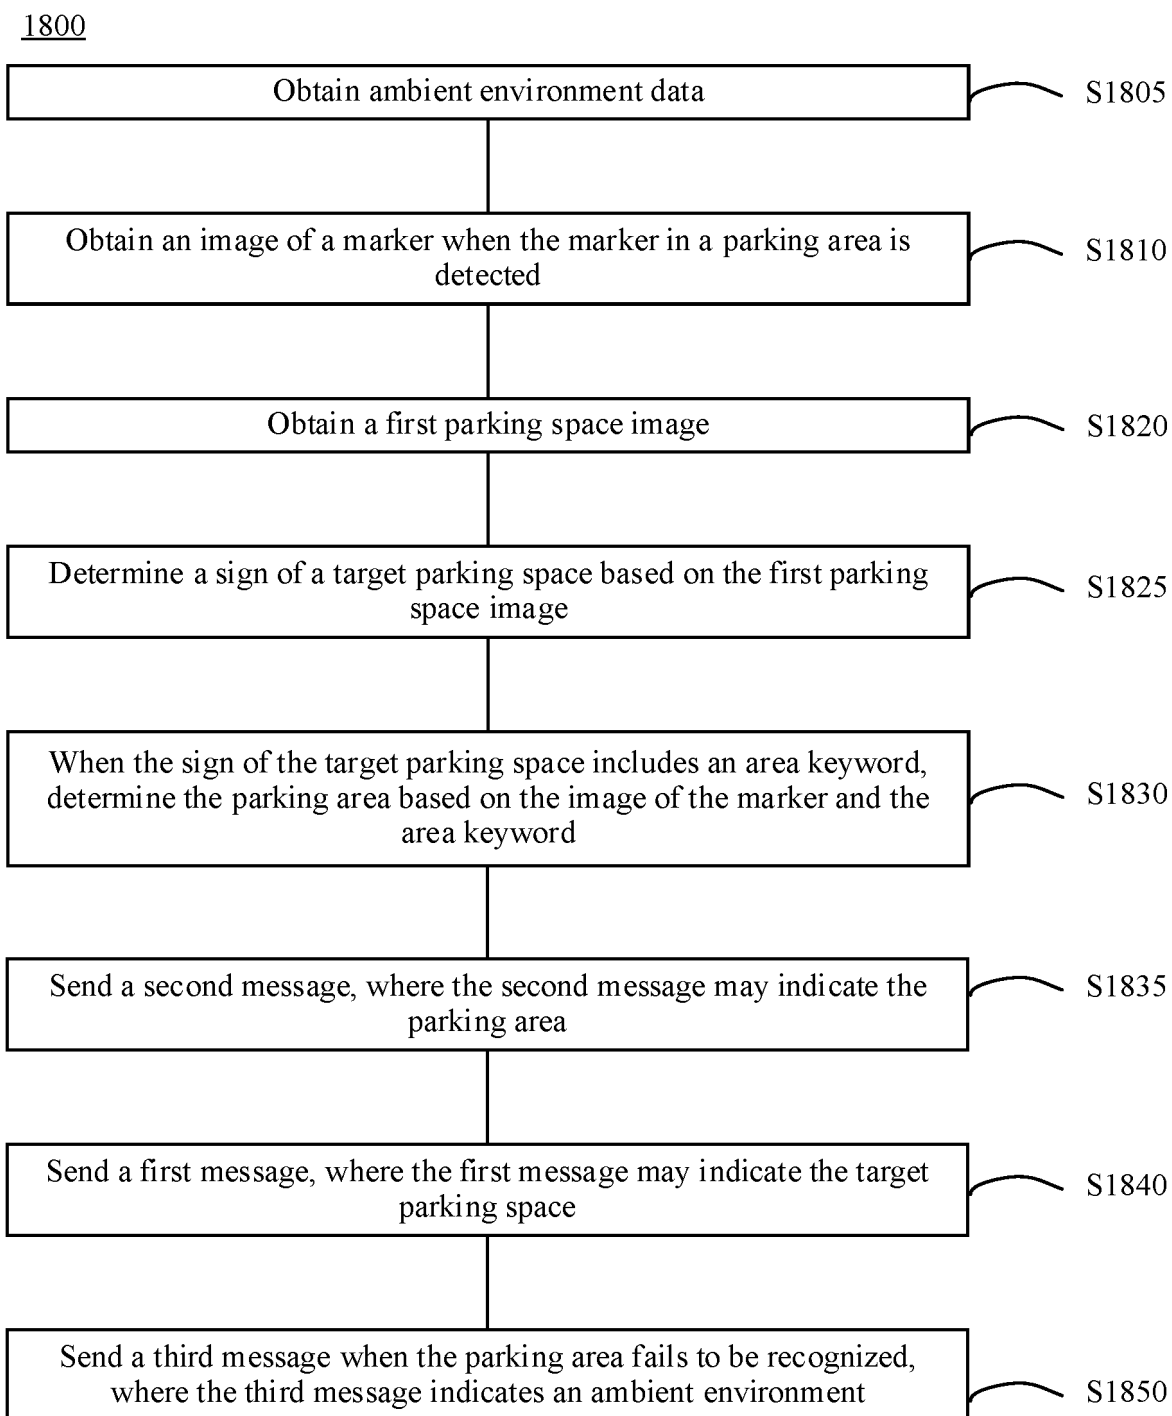 1800
Obtain ambient environment data
S1805
Obtain an image of a marker when the marker in a parking area is
detected
S1810
Obtain a first parking space image
S1820
Determine a sign of a target parking space based on the first parking
space image
S1825
When the sign of the target parking space includes an area keyword,
determine the parking area based on the image of the marker and the
area keyword
S1830
Send a second message, where the second message may indicate the
parking area
S1835
Send a first message, where the first message may indicate the target
parking space
S1840
Send a third message when the parking area fails to be recognized,
where the third message indicates an ambient environment
S1850